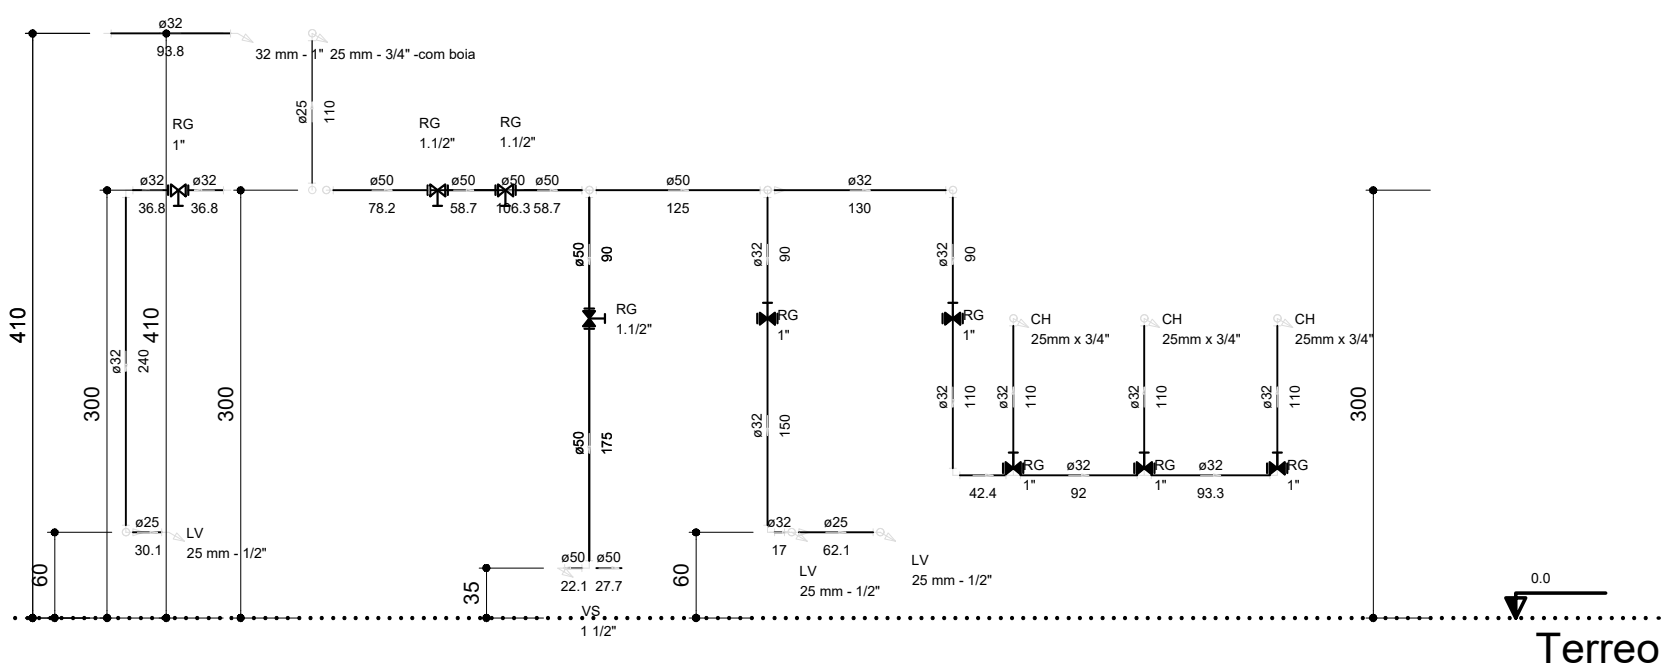 ø32
93.8
32 mm - 1"
25 mm - 3/4" -com boia
ø25
110
RG
1"
RG
1.1/2"
RG
1.1/2"
ø32
ø32
36.8
36.8
ø50
ø50
ø50
ø50
78.2
58.7
106.3
58.7
ø50
125
ø32
130
ø50
90
ø32
90
ø32
90
410
410
300
300
300
ø32
240
RG
1.1/2"
RG
1"
RG
1"
CH
25mm x 3/4"
CH
25mm x 3/4"
CH
25mm x 3/4"
ø50
175
ø32
150
ø32
110
ø32
110
ø32
110
ø32
110
RG
1"
RG
1"
RG
1"
ø32
ø32
42.4
92
93.3
ø25
30.1
LV
25 mm - 1/2"
60
35
60
ø50
ø50
22.1
27.7
VS
1 1/2"
ø32
ø25
17
62.1
LV
25 mm - 1/2"
LV
25 mm - 1/2"
0.0
Terreo